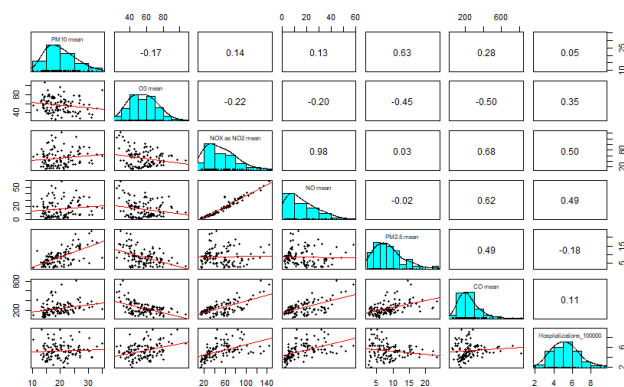 40 60 80
0 20 40 60
200 600
PM10 mean
-0.17 0.14 0.13 0.63 0.28 0.05
10 25
40 60 80
O3 mean
-0.22 -0.20 -0.45 -0.50 0.35
NOX as NO2 mean
0.98 0.03 0.68 0.50
20 80
0 20 50
NO mean
-0.02 0.62 0.49
PM2.5 mean
0.49 -0.18
5 15
200 800
CO mean
0.11
Hospitalizations_100000
2 6
10 15 20 25 30
20 60 100 140
5 10 15 20
2 4 6 8